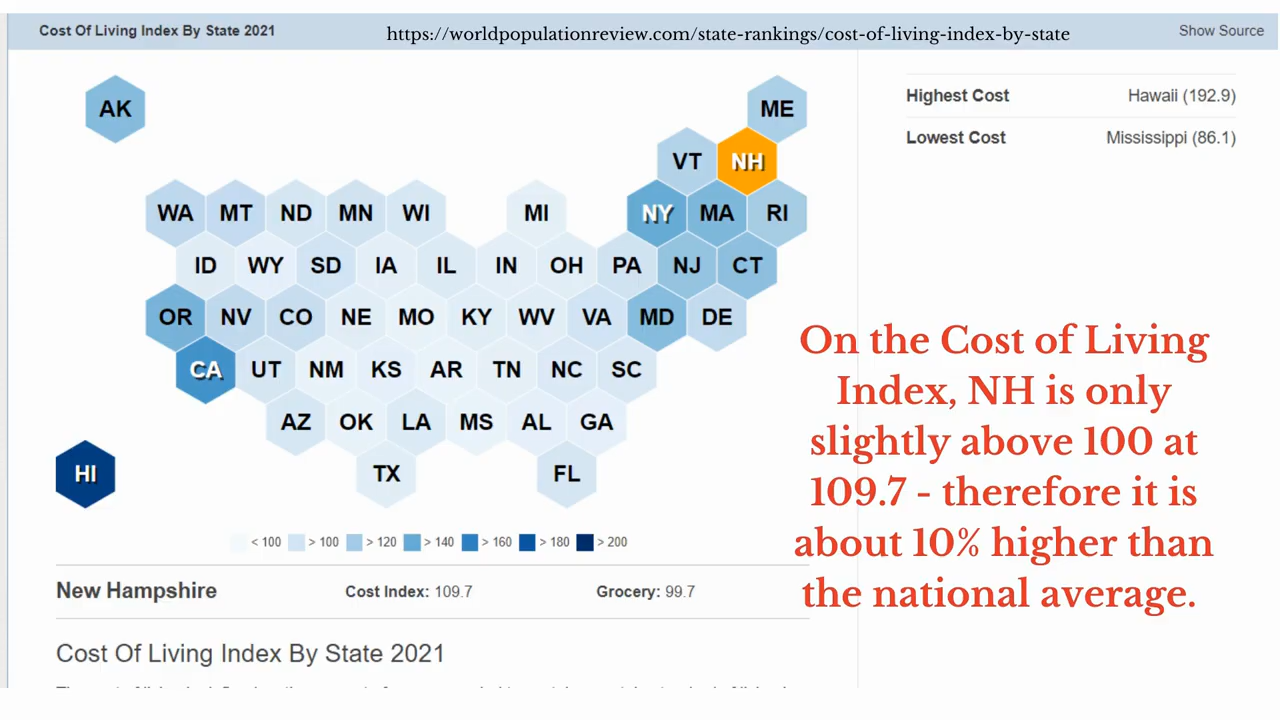 Cost Of Living Index By State 2021
https://worldpopulationreview.com/state-rankings/cost-of-living-index-by-state
Show Source
Highest Cost Hawaii (192.9)
Lowest Cost Mississippi (86.1)
AK ME
VT NH
WA MT ND MN WI MI NY MA RI
ID WY SD IA IL IN OH PA NJ CT
OR NV CO NE MO KY WV VA MD DE
CA UT NM KS AR TN NC SC
AZ OK LA MS AL GA
HI TX FL
< 100 > 100 > 120 > 140 > 160 > 180 > 200
On the Cost of Living
Index, NH is only
slightly above 100 at
109.7 - therefore it is
about 10% higher than
the national average.
New Hampshire Cost Index: 109.7 Grocery: 99.7
Cost Of Living Index By State 2021